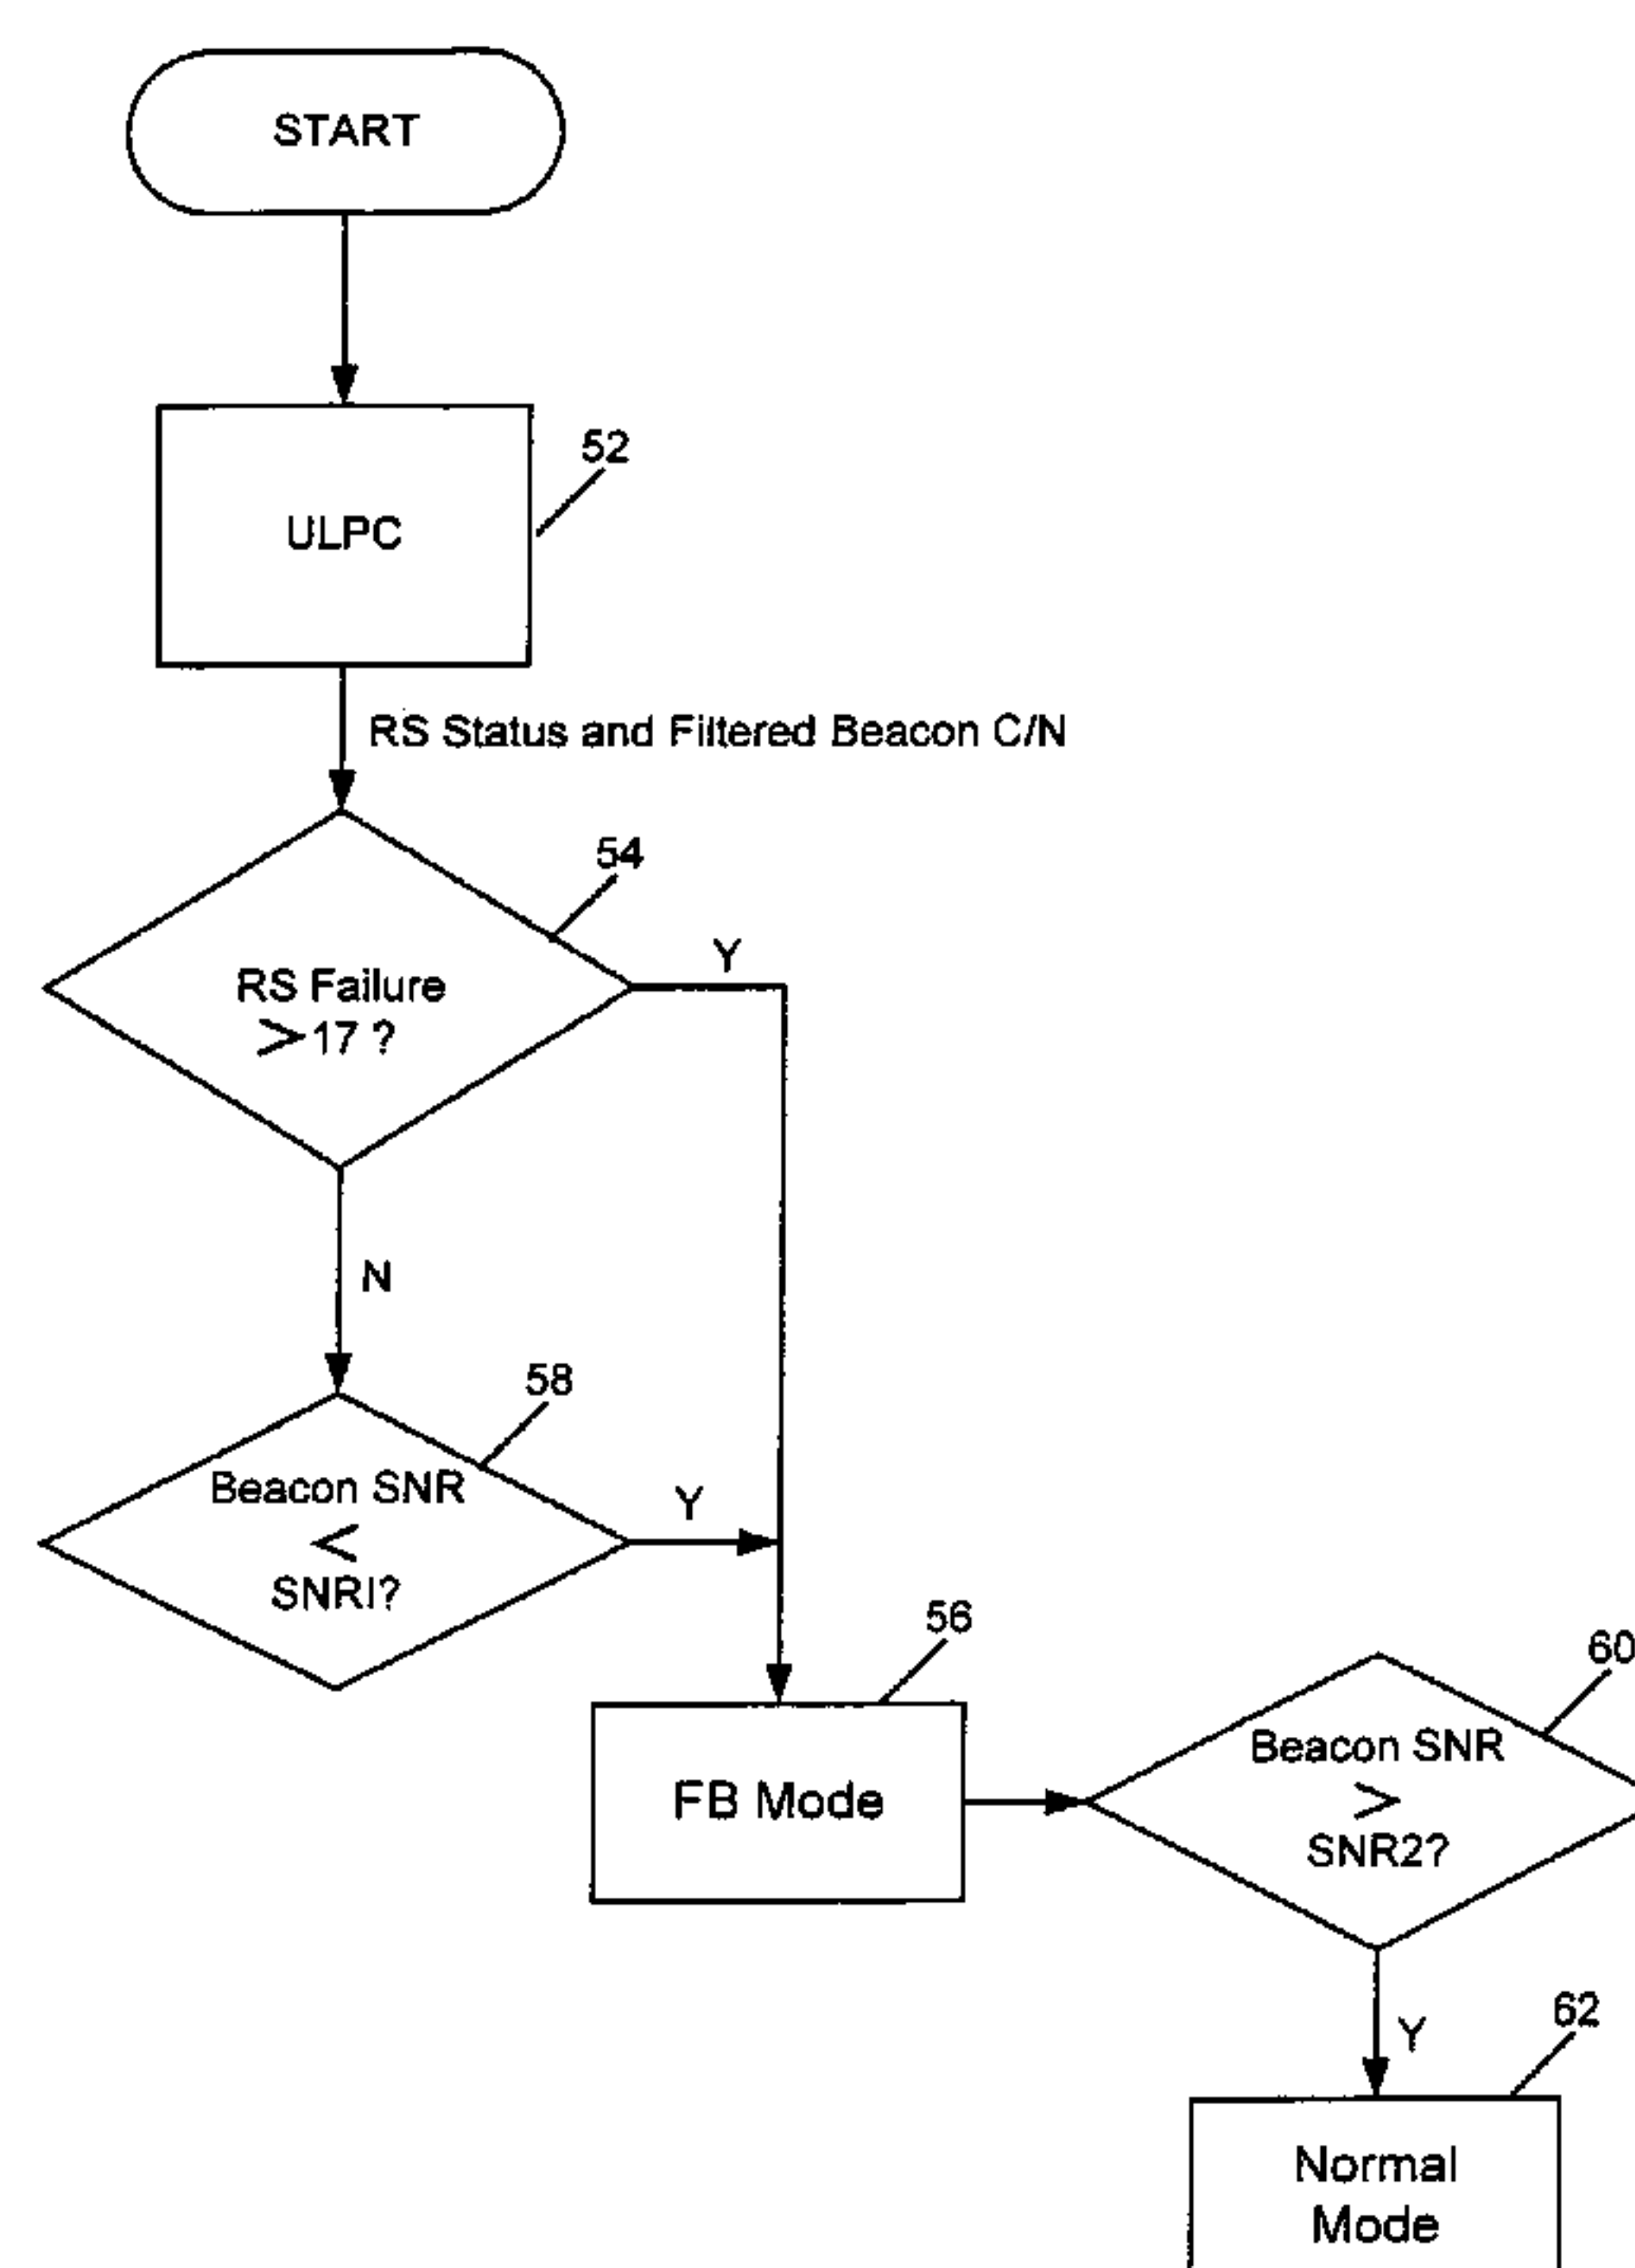 START
52
ULPC
RS Status and Filtered Beacon C/N
54
Y
RS Failure
>17 ?
N
58
Beacon SNR
<
SNRI?
Y
56
FB Mode
60
Beacon SNR
>
SNR2?
Y
62
Normal
Mode